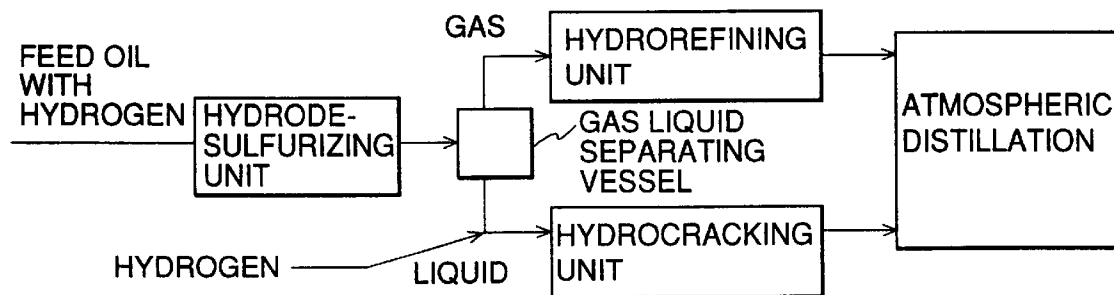 FEED OIL
WITH
HYDROGEN
HYDRODE-
SULFURIZING
UNIT
GAS
HYDROREFINING
UNIT
GAS LIQUID
SEPARATING
VESSEL
ATMOSPHERIC
DISTILLATION
HYDROGEN
LIQUID
HYDROCRACKING
UNIT